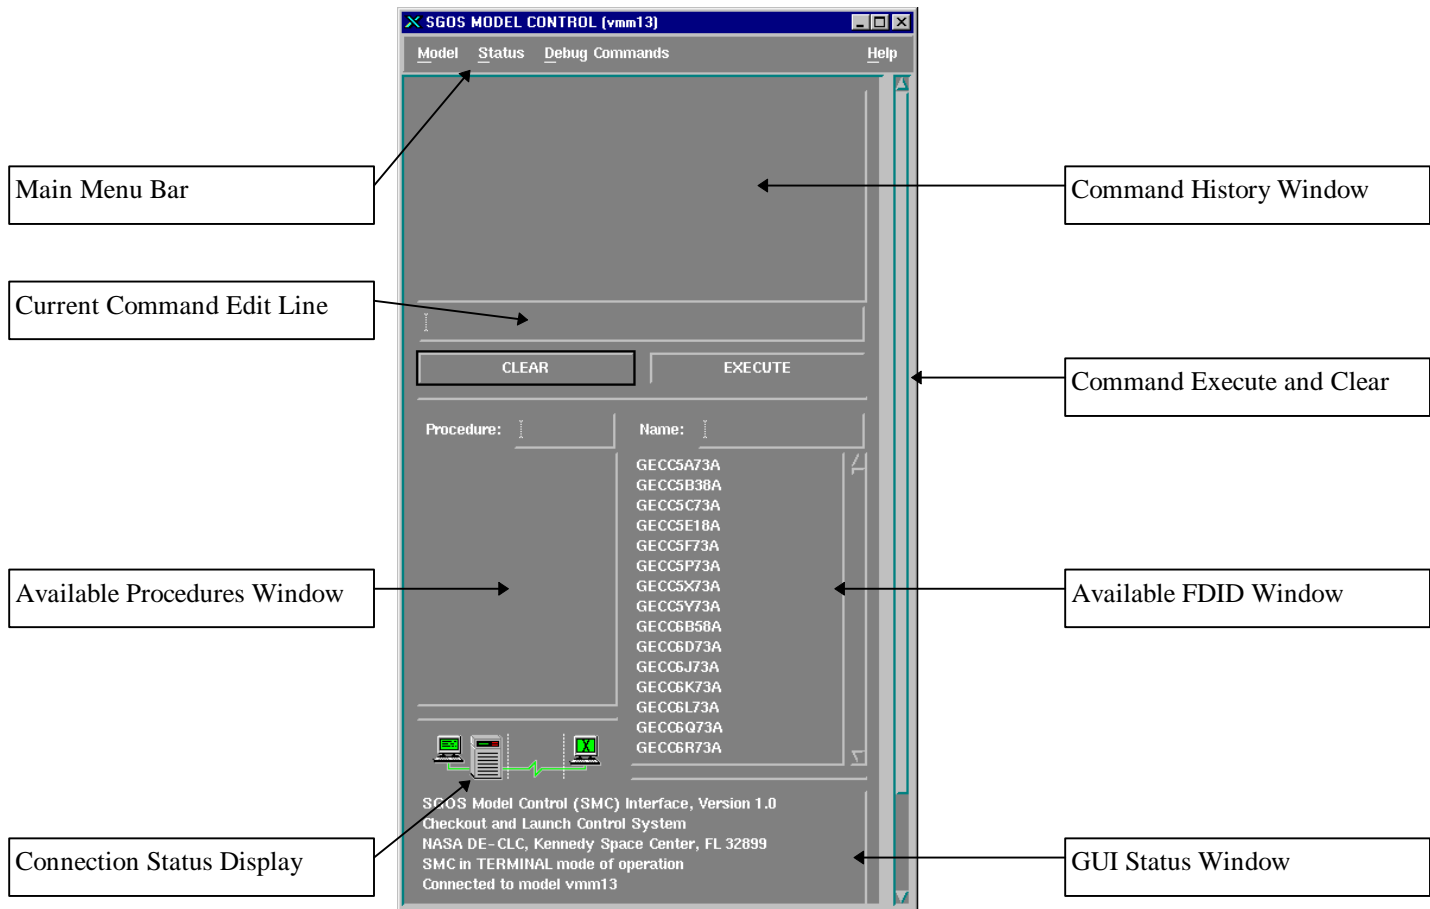 SGOS MODEL CONTROL (vmm13)
Model Status Debug Commands Help
Main Menu Bar
Command History Window
Current Command Edit Line
CLEAR EXECUTE
Command Execute and Clear
Procedure: Name:
GECC5A73A
GECC5B38A
GECC5C73A
GECC5E18A
GECC5F73A
GECC5P73A
GECC5X73A
GECC5Y73A
GECC6B58A
GECC6D73A
GECC6J73A
GECC6K73A
GECC6L73A
GECC6Q73A
GECC6R73A
Available Procedures Window
Available FDID Window
SGOS Model Control (SMC) Interface, Version 1.0
Checkout and Launch Control System
NASA DE-CLC, Kennedy Space Center, FL 32899
SMC in TERMINAL mode of operation
Connected to model vmm13
Connection Status Display
GUI Status Window